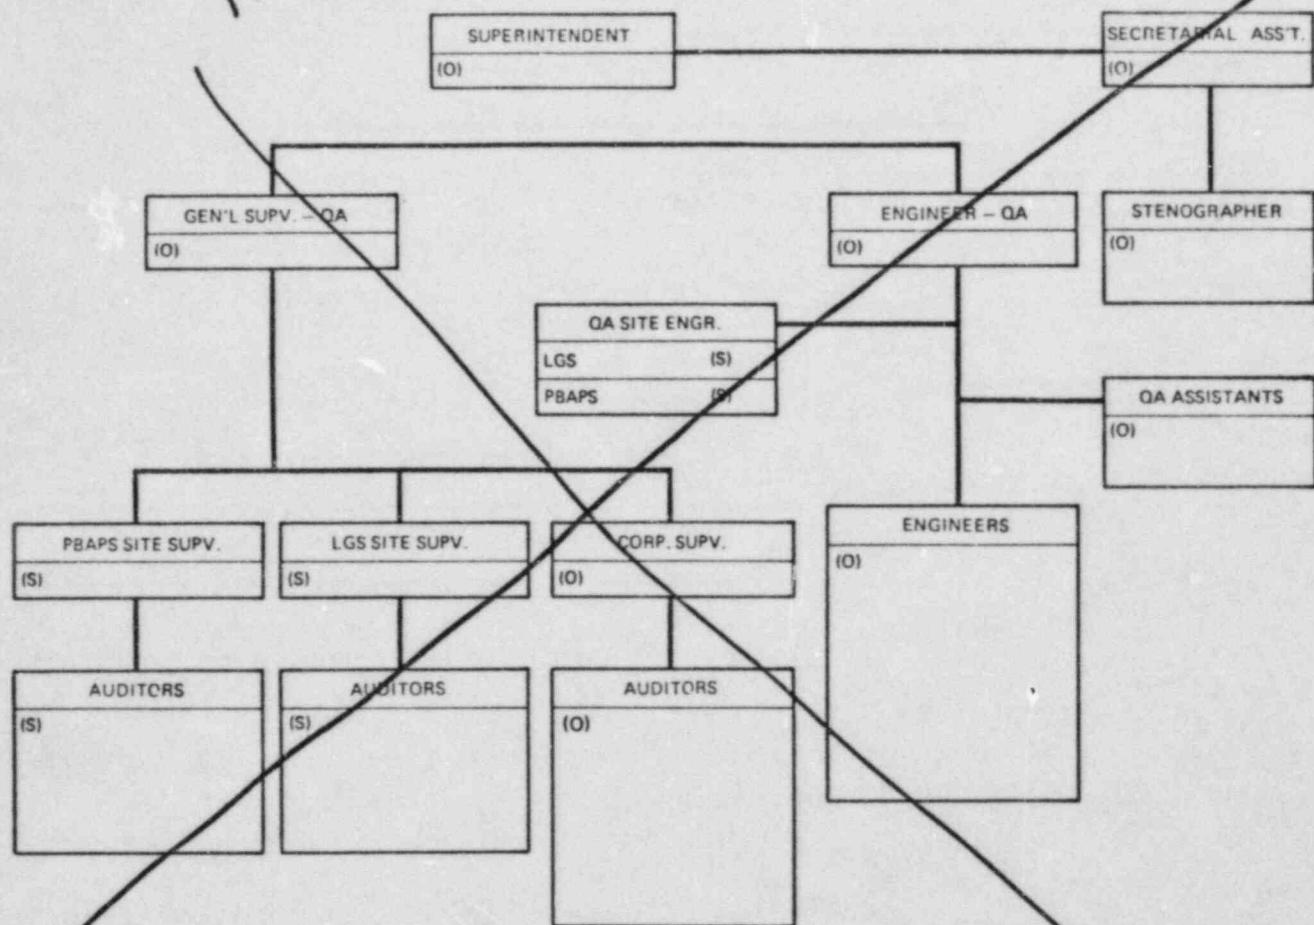 SUPERINTENDENT
(O)
SECRETARIAL ASS'T.
(O)
GEN'L SUPV. – QA
(O)
ENGINEER – QA
(O)
STENOGRAPHER
(O)
QA SITE ENGR.
LGS (S)
PBAPS (S)
QA ASSISTANTS
(O)
PBAPS SITE SUPV.
(S)
LGS SITE SUPV.
(S)
CORP. SUPV.
(O)
ENGINEERS
(O)
AUDITORS
(S)
AUDITORS
(S)
AUDITORS
(O)